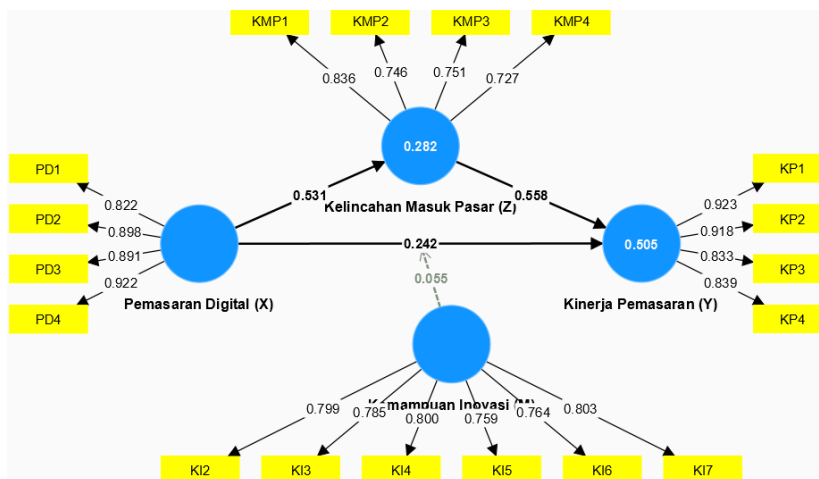 KMP1 KMP2 KMP3 KMP4
0.836 0.746 0.751 0.727
0.282
PD1
PD2
PD3
PD4
0.822
0.898
0.891
0.922
0.531
Kelincahan Masuk Pasar (Z)
0.558
0.242
0.055
Pemasaran Digital (X)
0.505
Kinerja Pemasaran (Y)
0.923
0.918
0.833
0.839
KP1
KP2
KP3
KP4
Kemampuan Inovasi (M)
0.799 0.785 0.800 0.759 0.764 0.803
KI2 KI3 KI4 KI5 KI6 KI7